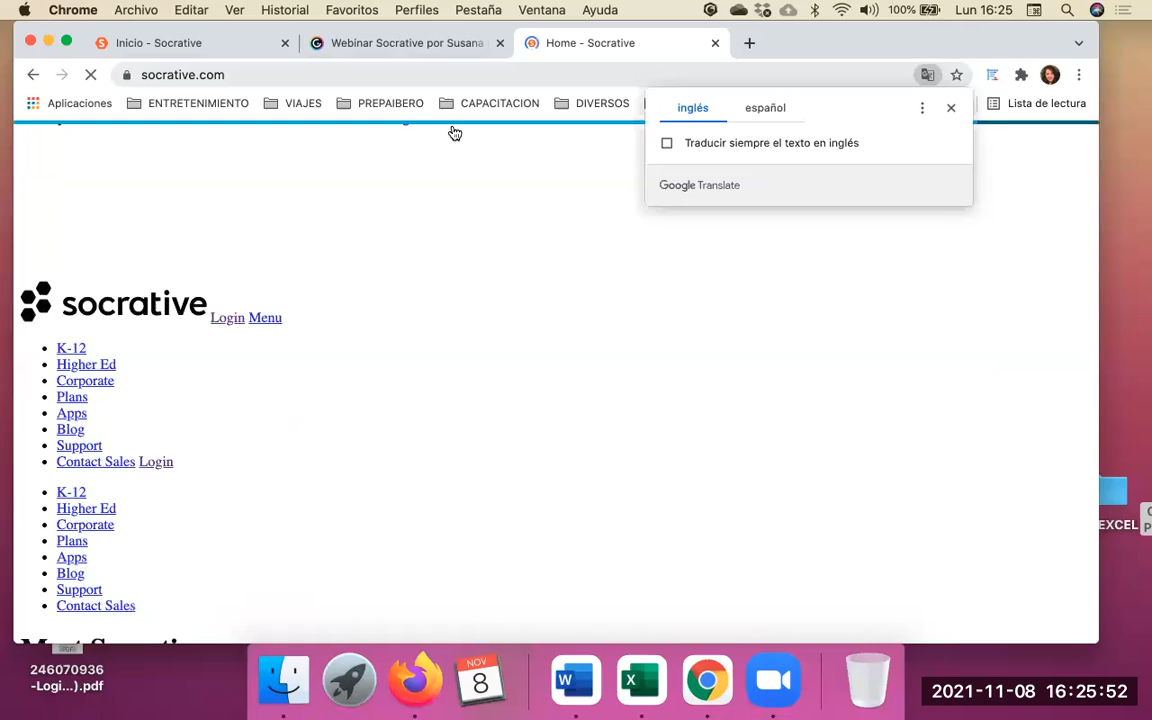 Chrome Archivo Editar Ver Historial Favoritos Perfiles Pestaña Ventana Ayuda 100% Lun 16:25
Inicio - Socrative
Webinar Socrative por Susana
Home - Socrative
socrative.com
Aplicaciones ENTRETENIMIENTO VIAJES PREPAIBERO CAPACITACION DIVERSOS Lista de lectura
inglés español
Traducir siempre el texto en inglés
Google Translate
socrative Login Menu
K-12
Higher Ed
Corporate
Plans
Apps
Blog
Support
Contact Sales Login
K-12
Higher Ed
Corporate
Plans
Apps
Blog
Support
Contact Sales
EXCEL
246070936
-Logi...).pdf
NOV
8
2021-11-08 16:25:52